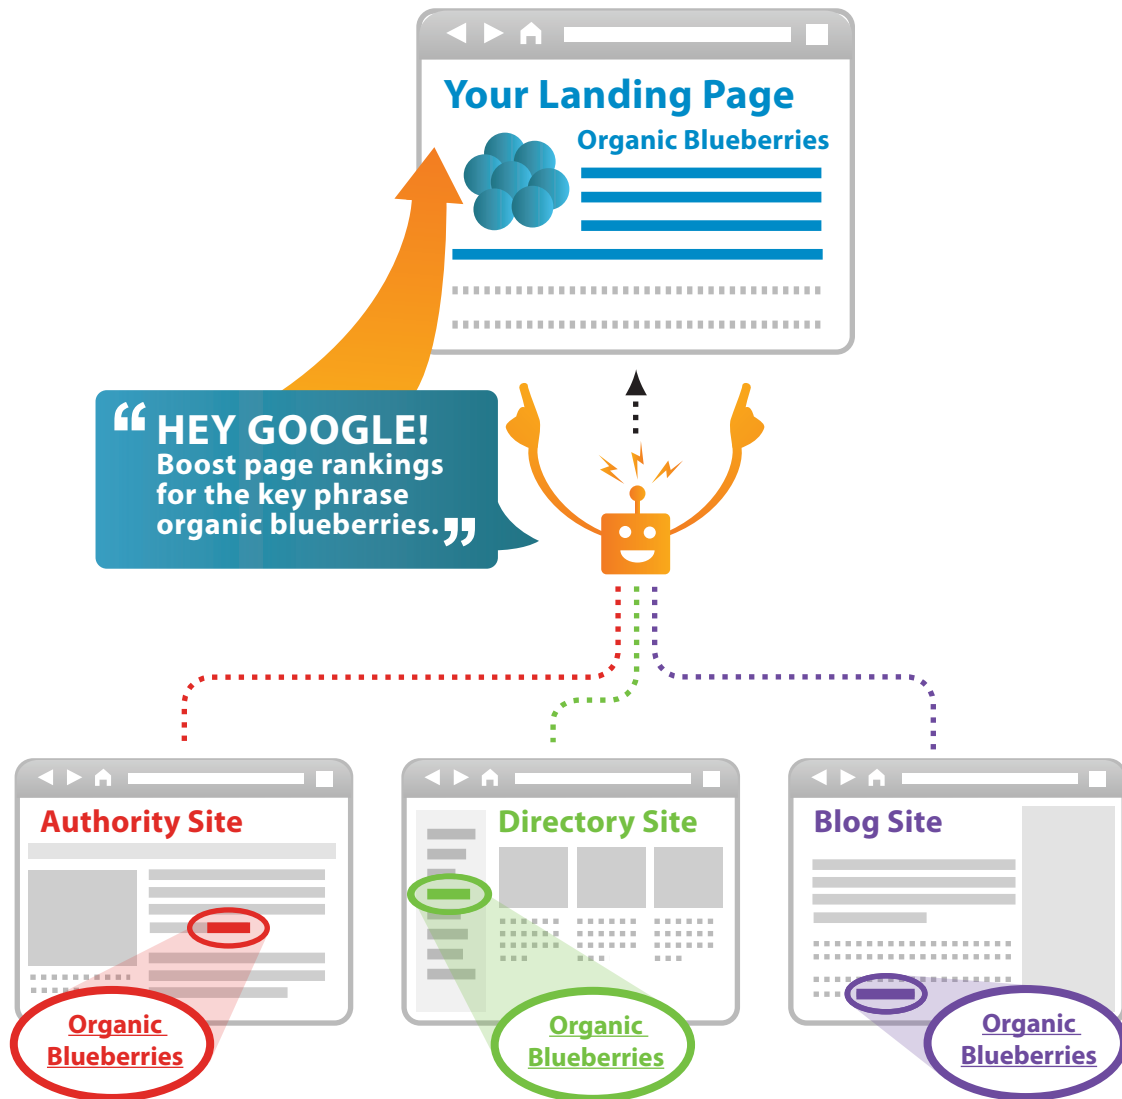 Your Landing Page
Organic Blueberries
“ HEY GOOGLE!
Boost page rankings
for the key phrase
organic blueberries. ”
Authority Site
Directory Site
Blog Site
Organic
Blueberries
Organic
Blueberries
Organic
Blueberries